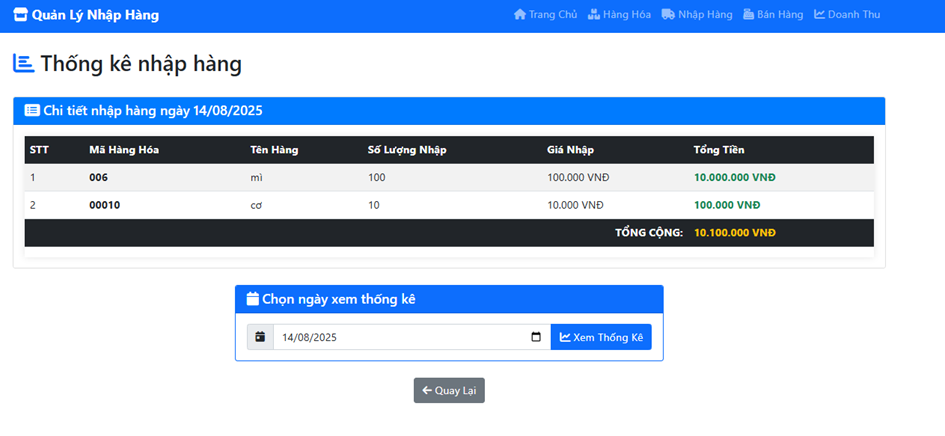 Quản Lý Nhập Hàng Trang Chủ Hàng Hóa Nhập Hàng Bán Hàng Doanh Thu
Thống kê nhập hàng
Chi tiết nhập hàng ngày 14/08/2025
STT Mã Hàng Hóa Tên Hàng Số Lượng Nhập Giá Nhập Tổng Tiền
1 006 mì 100 100.000 VNĐ 10.000.000 VNĐ
2 00010 cơ 10 10.000 VNĐ 100.000 VNĐ
TỔNG CỘNG: 10.100.000 VNĐ
Chọn ngày xem thống kê
14/08/2025 Xem Thống Kê
Quay Lại